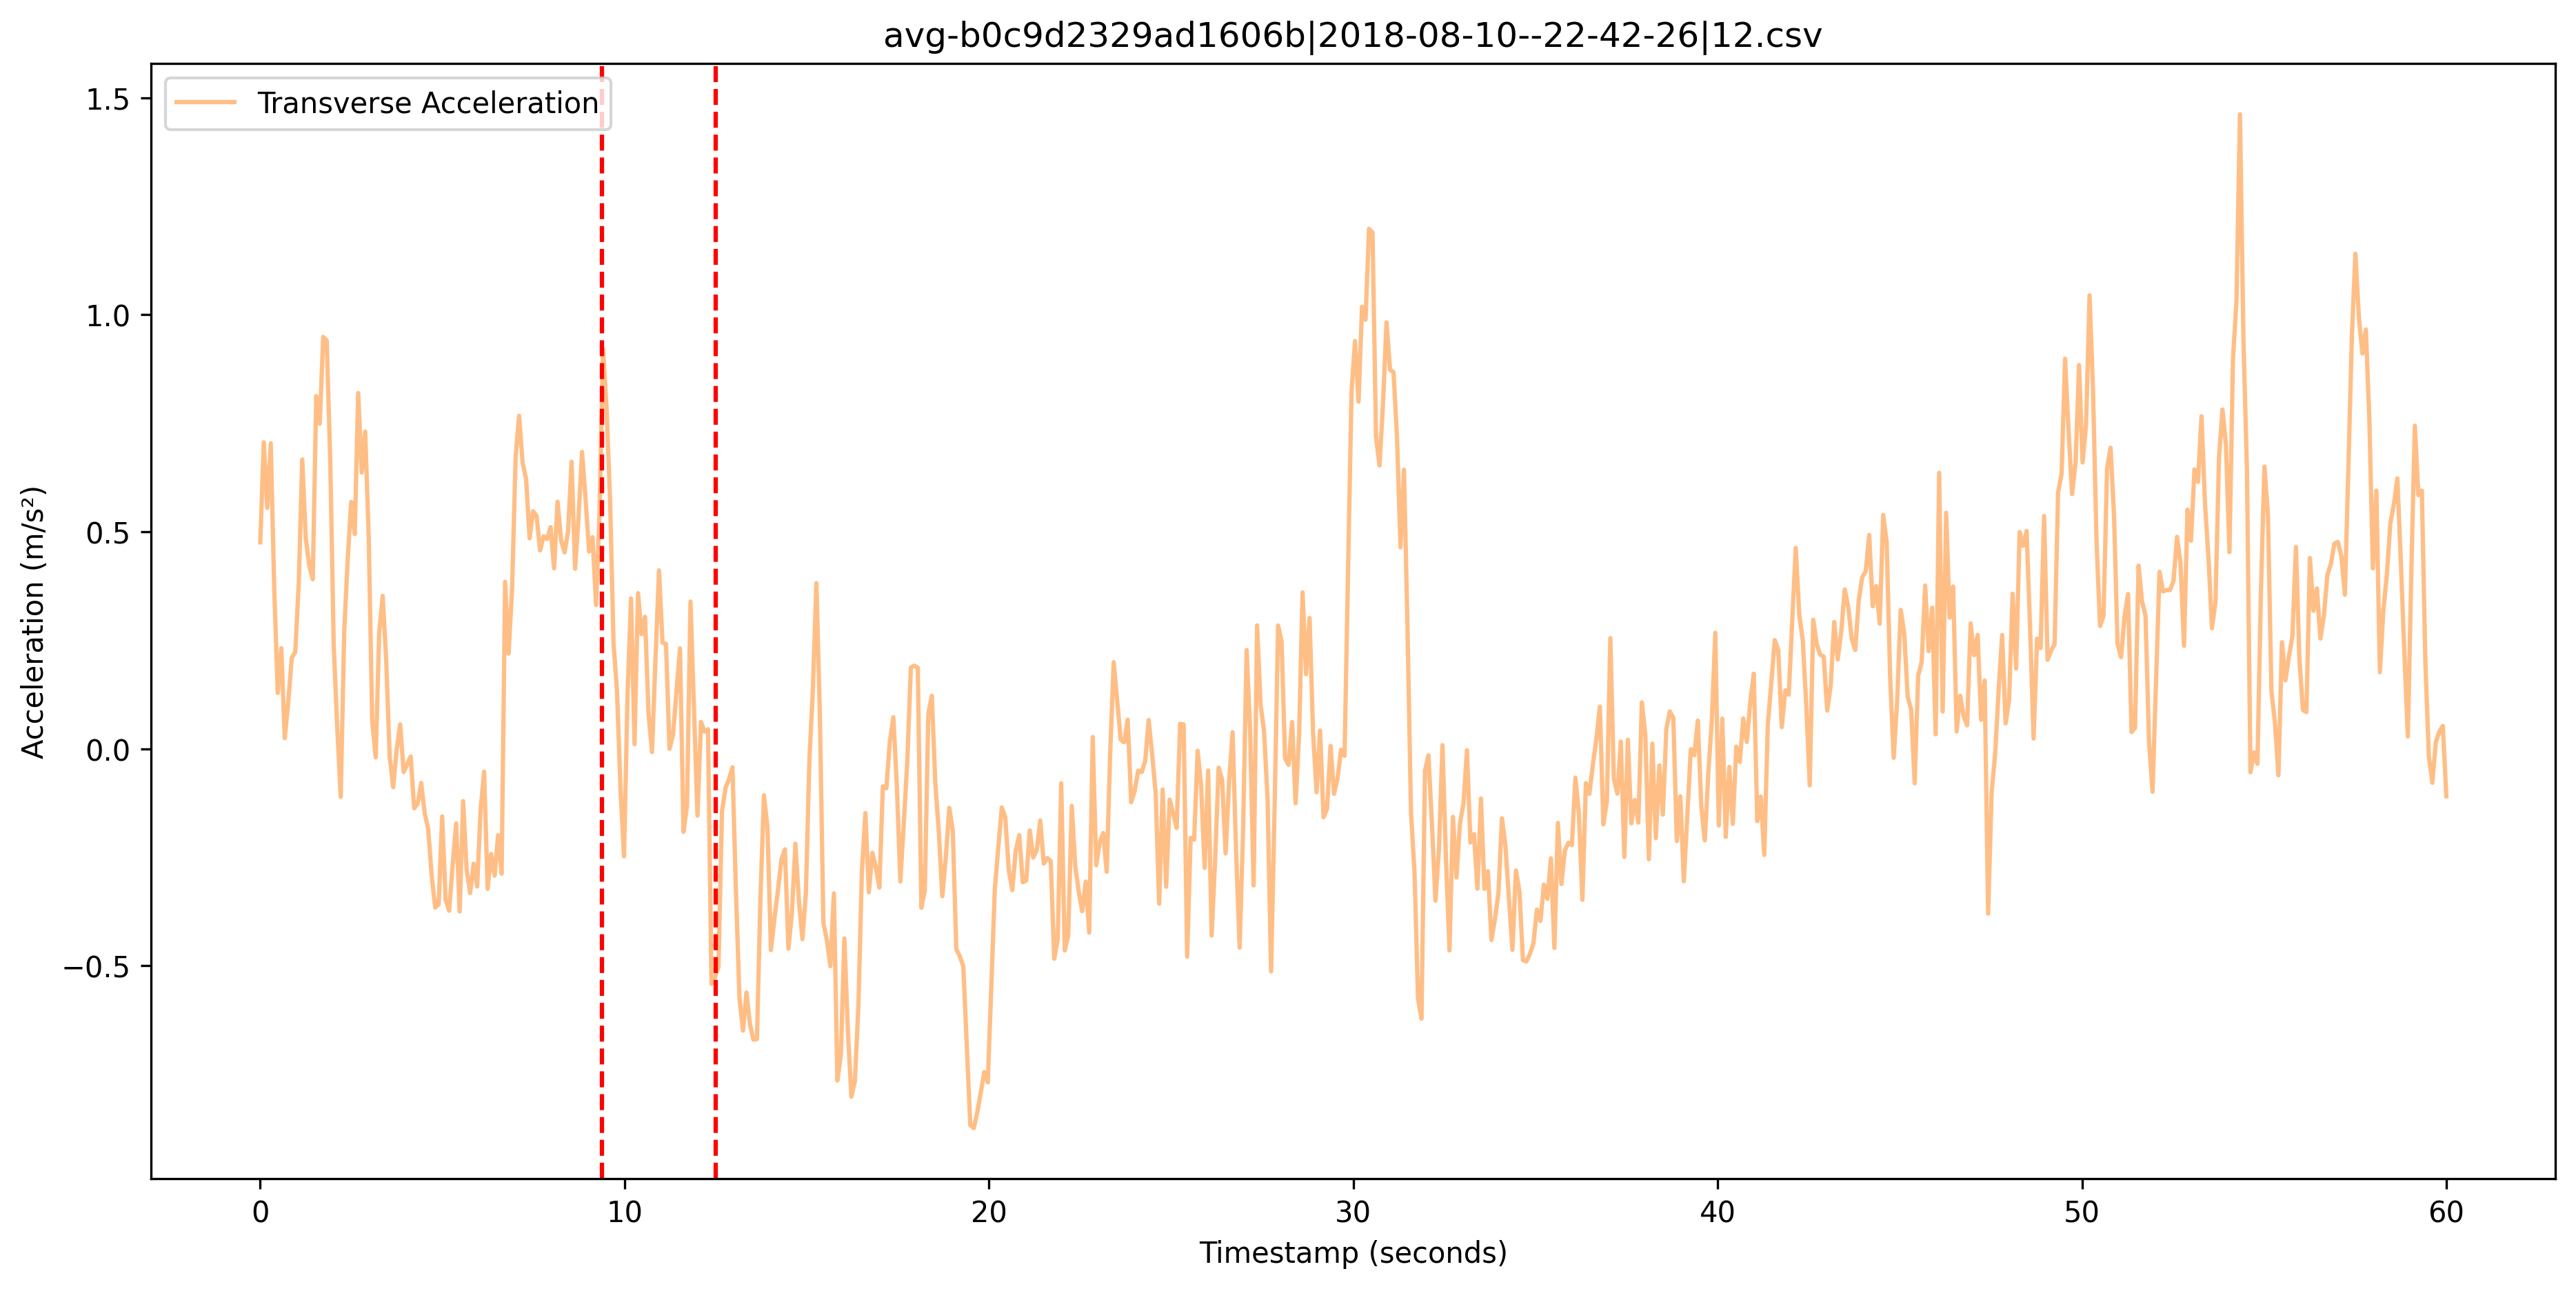 avg-b0c9d2329ad1606b|2018-08-10--22-42-26|12.csv
Transverse Acceleration
Acceleration (m/s²)
1.5
1.0
0.5
0.0
−0.5
0 10 20 30 40 50 60
Timestamp (seconds)